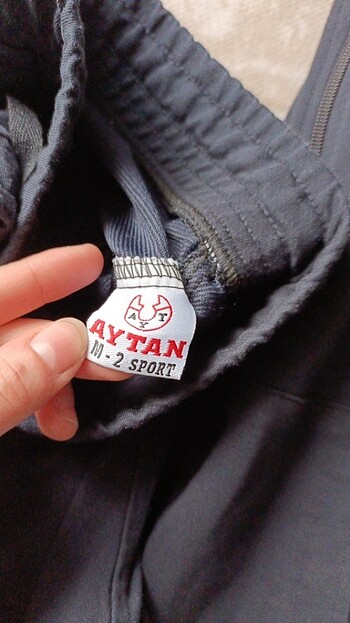 A Y T
AYTAN
M - 2 SPORT